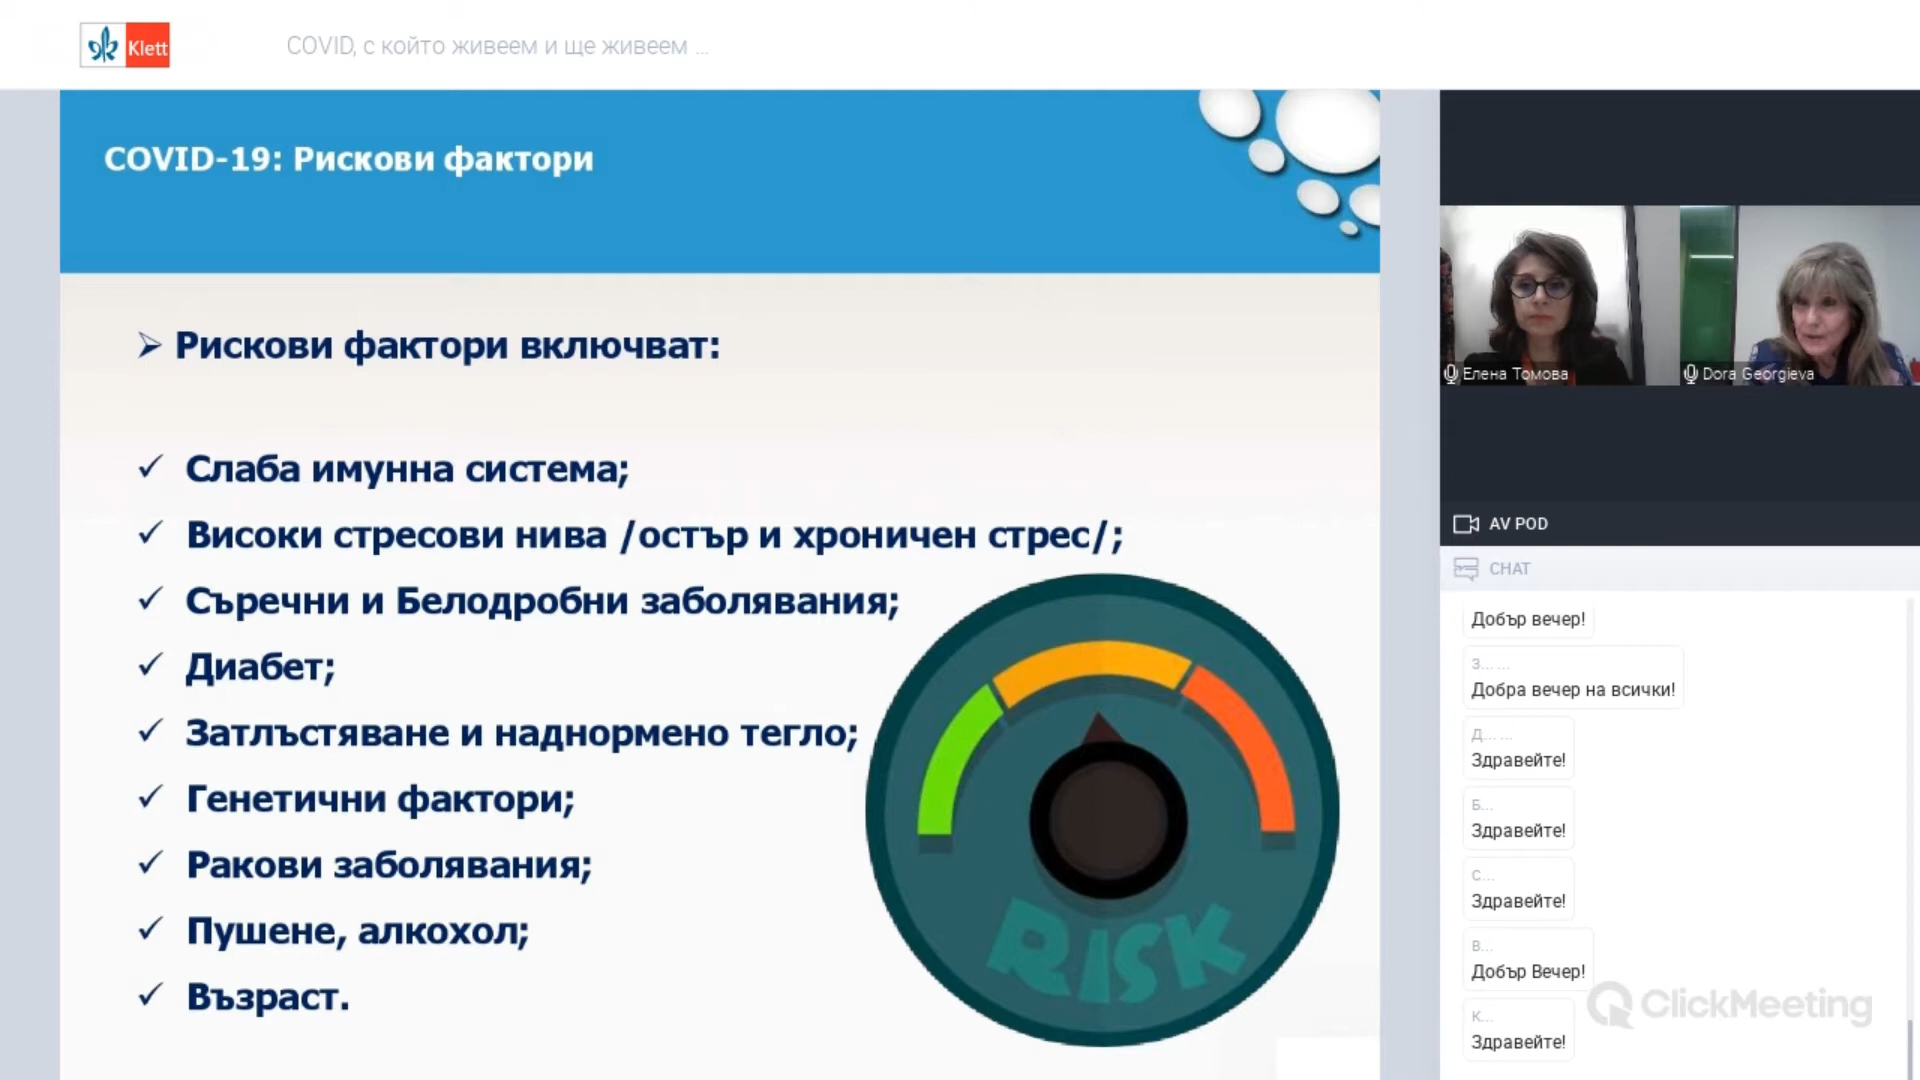 Klett
COVID, с който живеем и ще живеем ...
COVID-19: Рискови фактори
Рискови фактори включват:
Слаба имунна система;
Високи стресови нива /остър и хроничен стрес/;
Съречни и Белодробни заболявания;
Диабет;
Затлъстяване и наднормено тегло;
Генетични фактори;
Ракови заболявания;
Пушене, алкохол;
Възраст.
RISK
Елена Томова
Dora Georgieva
AV POD
CHAT
Добър вечер!
З... ...
Добра вечер на всички!
Д... ...
Здравейте!
Б...
Здравейте!
С...
Здравейте!
В...
Добър Вечер!
К...
Здравейте!
ClickMeeting